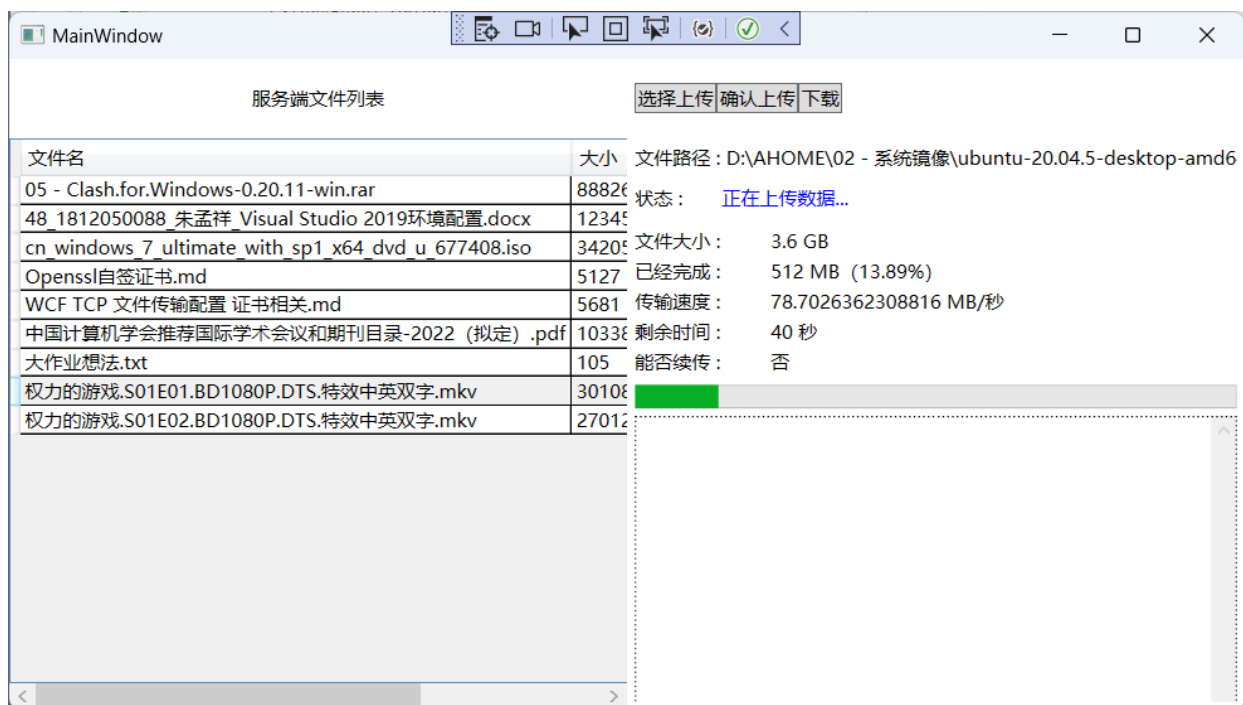 MainWindow
服务端文件列表
文件名 大小
05 - Clash.for.Windows-0.20.11-win.rar 88826
48_1812050088_朱孟祥_Visual Studio 2019环境配置.docx 12345
cn_windows_7_ultimate_with_sp1_x64_dvd_u_677408.iso 34205
Openssl自签证书.md 5127
WCF TCP 文件传输配置 证书相关.md 5681
中国计算机学会推荐国际学术会议和期刊目录-2022（拟定）.pdf 10338
大作业想法.txt 105
权力的游戏.S01E01.BD1080P.DTS.特效中英双字.mkv 30108
权力的游戏.S01E02.BD1080P.DTS.特效中英双字.mkv 27012
选择上传 确认上传 下载
文件路径：D:\AHOME\02 - 系统镜像\ubuntu-20.04.5-desktop-amd6
状态： 正在上传数据...
文件大小： 3.6 GB
已经完成： 512 MB (13.89%)
传输速度： 78.7026362308816 MB/秒
剩余时间： 40 秒
能否续传： 否